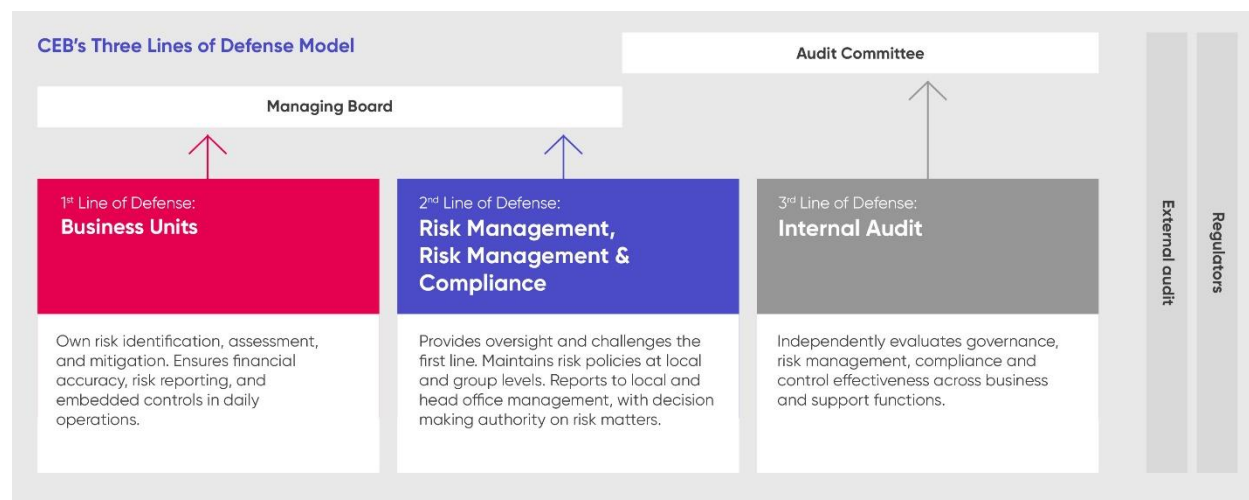 CEB's Three Lines of Defense Model
Audit Committee
Managing Board
1st Line of Defense:
Business Units
2nd Line of Defense:
Risk Management,
Risk Management &
Compliance
3rd Line of Defense:
Internal Audit
Own risk identification, assessment,
and mitigation. Ensures financial
accuracy, risk reporting, and
embedded controls in daily
operations.
Provides oversight and challenges the
first line. Maintains risk policies at local
and group levels. Reports to local and
head office management, with decision
making authority on risk matters.
Independently evaluates governance,
risk management, compliance and
control effectiveness across business
and support functions.
External audit
Regulators